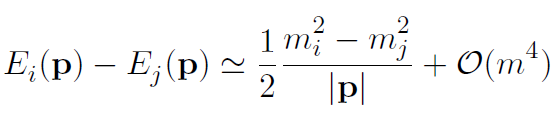 $E_i(\mathbf{p}) - E_j(\mathbf{p}) \simeq \frac{1}{2} \frac{m_i^2 - m_j^2}{|\mathbf{p}|} + \mathcal{O}(m^4)$